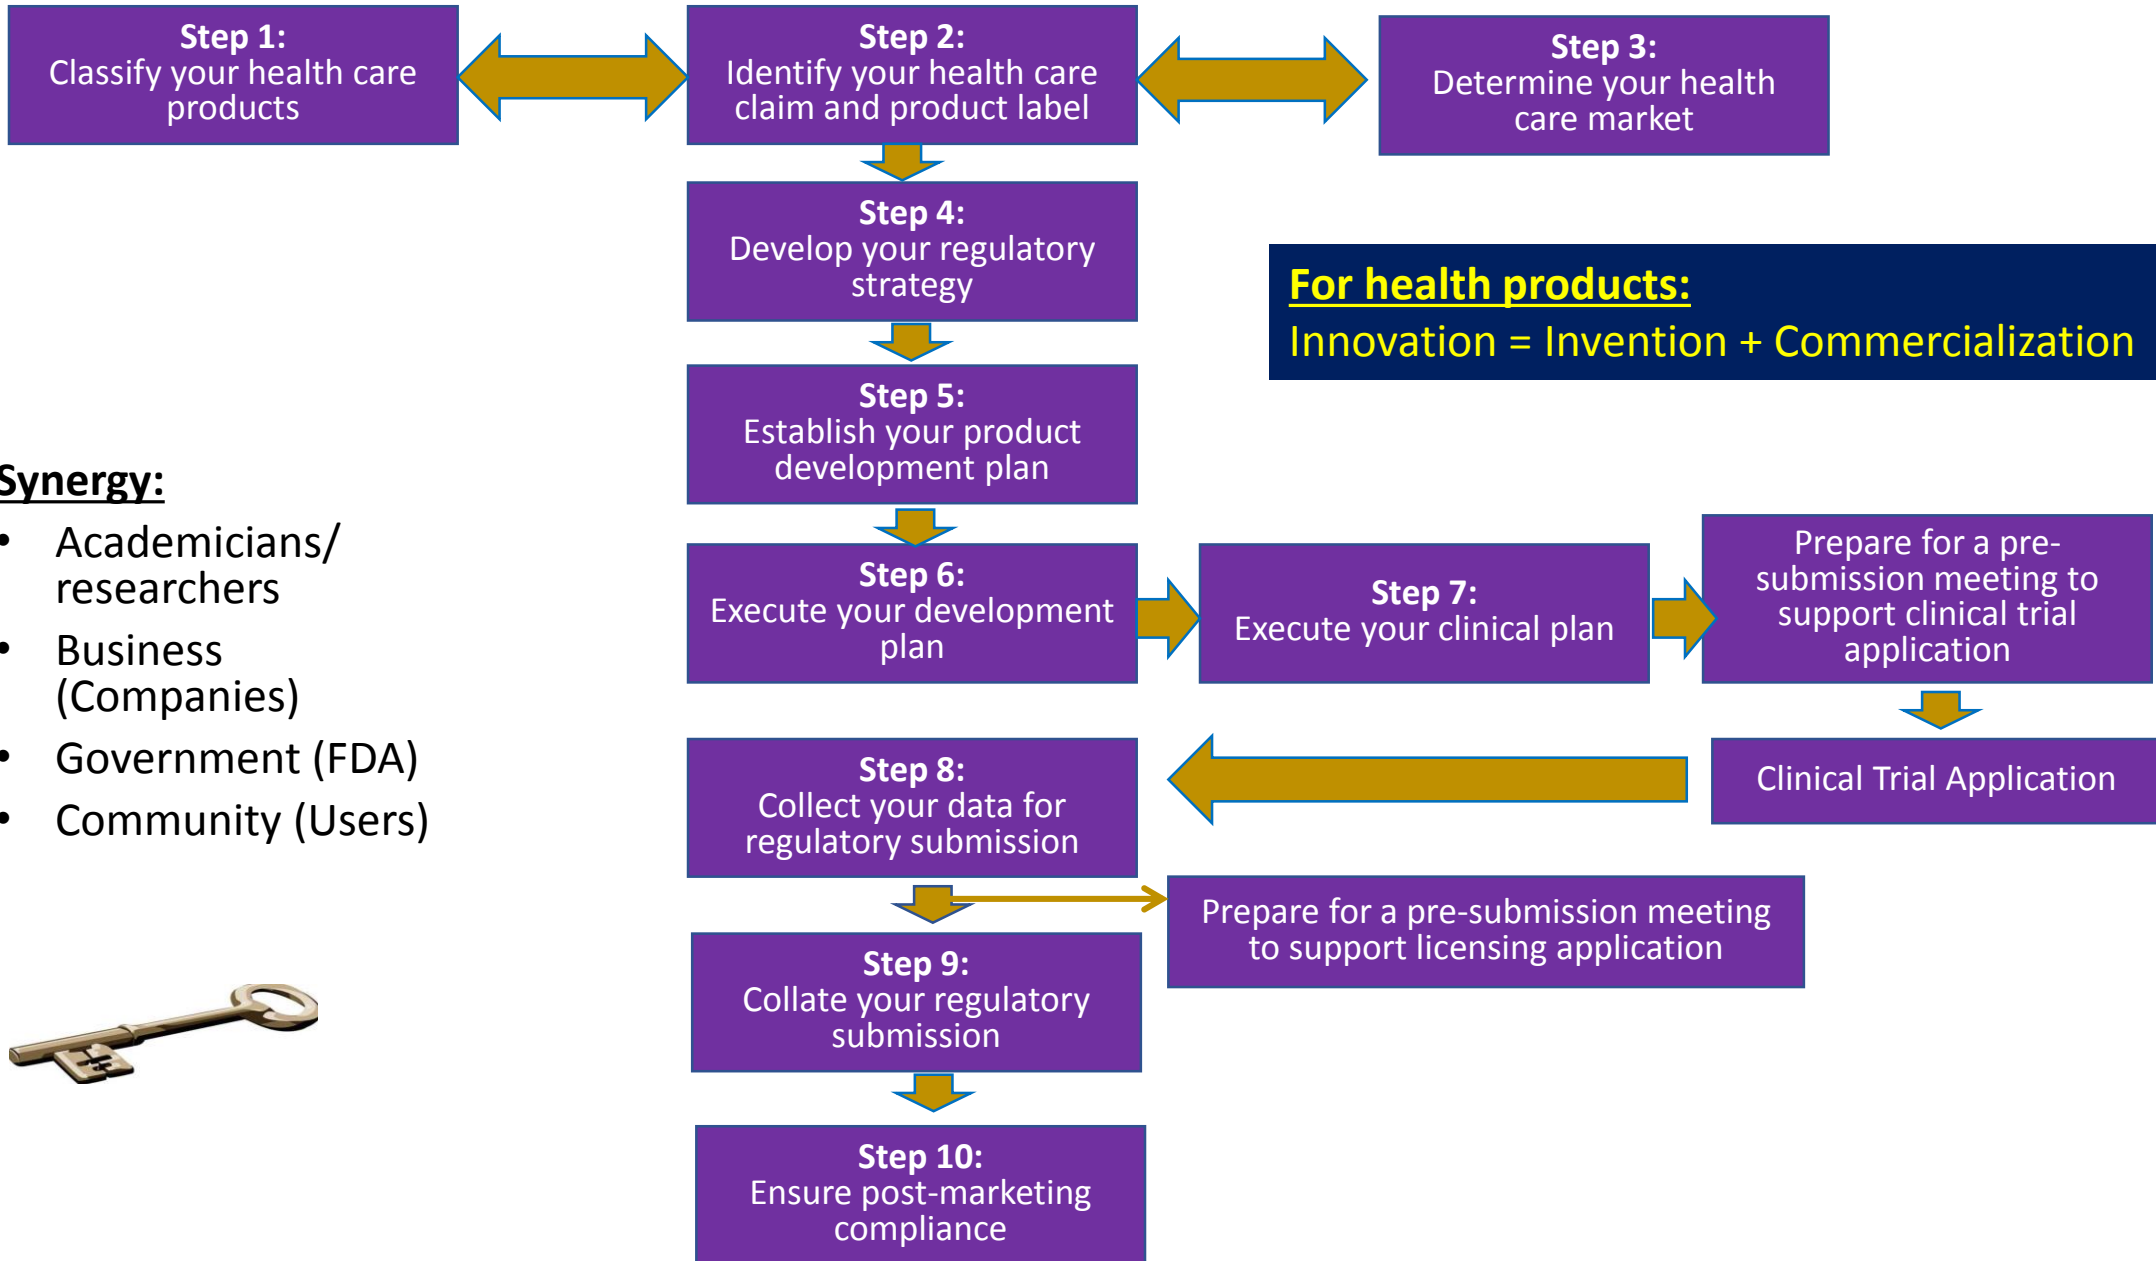 Step 1:
Classify your health care
products
Step 2:
Identify your health care
claim and product label
Step 3:
Determine your health
care market
Step 4:
Develop your regulatory
strategy
For health products:
Innovation = Invention + Commercialization
Step 5:
Establish your product
development plan
Synergy:
• Academicians/
researchers
• Business
(Companies)
• Government (FDA)
• Community (Users)
Step 6:
Execute your development
plan
Step 7:
Execute your clinical plan
Prepare for a pre-
submission meeting to
support clinical trial
application
Clinical Trial Application
Step 8:
Collect your data for
regulatory submission
Prepare for a pre-submission meeting
to support licensing application
Step 9:
Collate your regulatory
submission
Step 10:
Ensure post-marketing
compliance